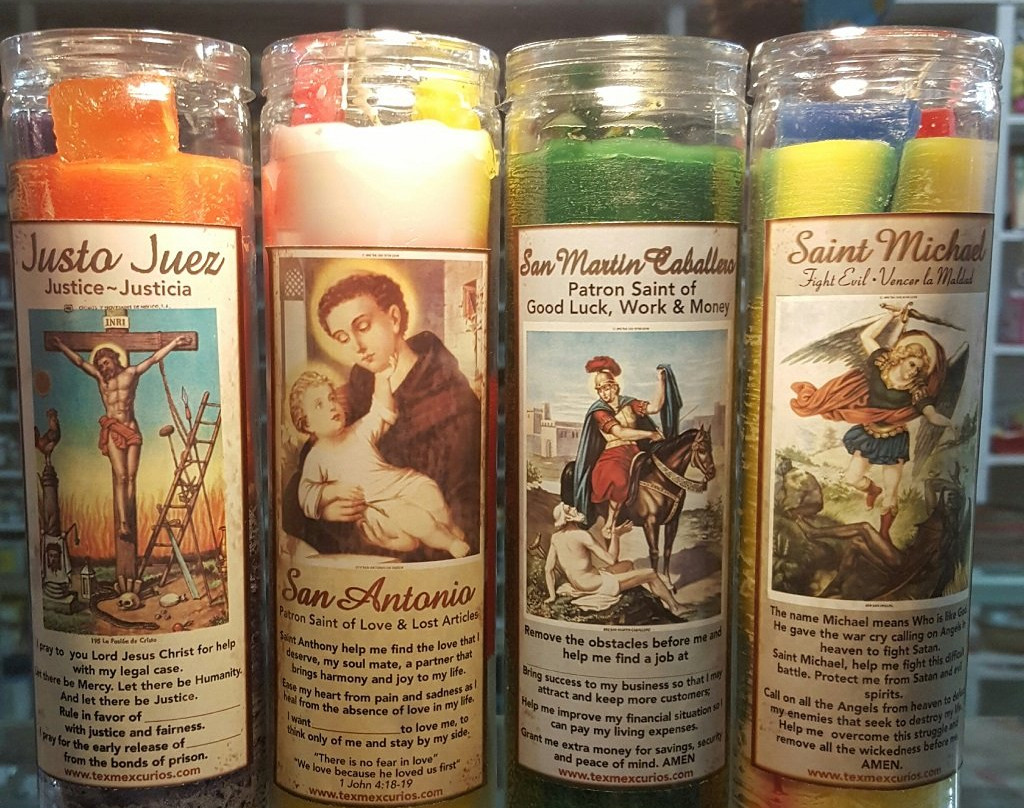 Justo Juez
Justice~Justicia
INRI
198 La Pasión de Cristo
I pray to you Lord Jesus Christ for help
with my legal case.
Let there be Mercy. Let there be Humanity.
And let there be Justice.
Rule in favor of
with justice and fairness.
I pray for the early release of
from the bonds of prison.
www.texmexcurios.com
San Antonio
Patron Saint of Love & Lost Articles
Saint Anthony help me find the love that I
deserve, my soul mate, a partner that
brings harmony and joy to my life.
Ease my heart from pain and sadness as I
heal from the absence of love in my life.
I want ____________ to love me, to
think only of me and stay by my side.
"There is no fear in love"
"We love because he loved us first"
1 John 4:18-19
www.texmexcurios.com
San Martin Caballero
Patron Saint of
Good Luck, Work & Money
Remove the obstacles before me and
help me find a job at
Bring success to my business so that I may
attract and keep more customers;
Help me improve my financial situation so I
can pay my living expenses.
Grant me extra money for savings, security
and peace of mind. AMEN
www.texmexcurios.com
Saint Michael
Fight Evil • Vencer la Maldad
The name Michael means Who is like God.
He gave the war cry calling on Angels in
heaven to fight Satan.
Saint Michael, help me fight this difficult
battle. Protect me from Satan and evil
spirits.
Call on all the Angels from heaven to defeat
my enemies that seek to destroy my life.
Help me overcome this struggle and
remove all the wickedness before me.
AMEN.
www.texmexcurios.com